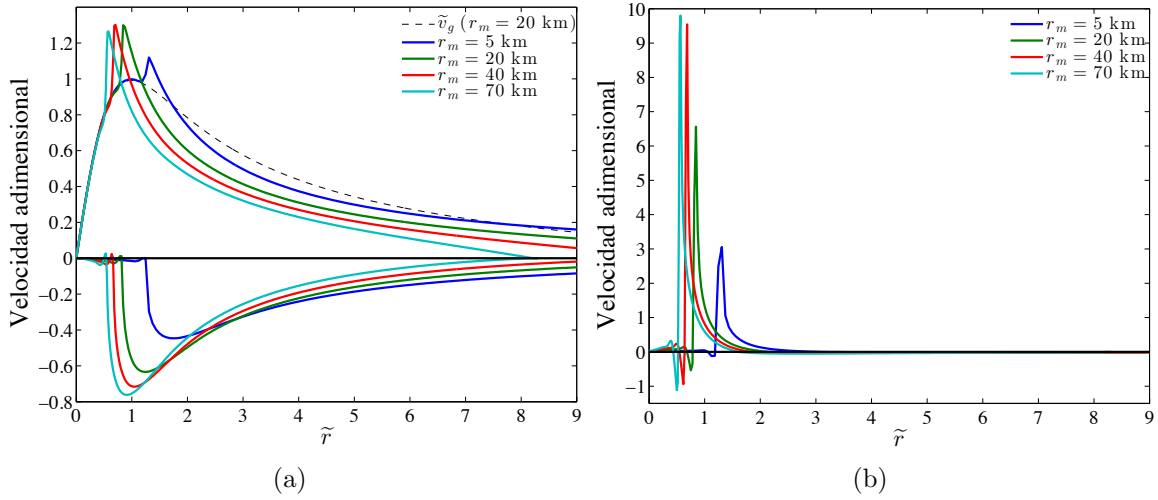 Velocidad adimensional
1.2
1
0.8
0.6
0.4
0.2
0
−0.2
−0.4
−0.6
−0.8
0 1 2 3 4 5 6 7 8 9
r̃
ṽ_g (r_m = 20 km)
r_m = 5 km
r_m = 20 km
r_m = 40 km
r_m = 70 km
(a)
Velocidad adimensional
10
9
8
7
6
5
4
3
2
1
0
−1
0 1 2 3 4 5 6 7 8 9
r̃
r_m = 5 km
r_m = 20 km
r_m = 40 km
r_m = 70 km
(b)